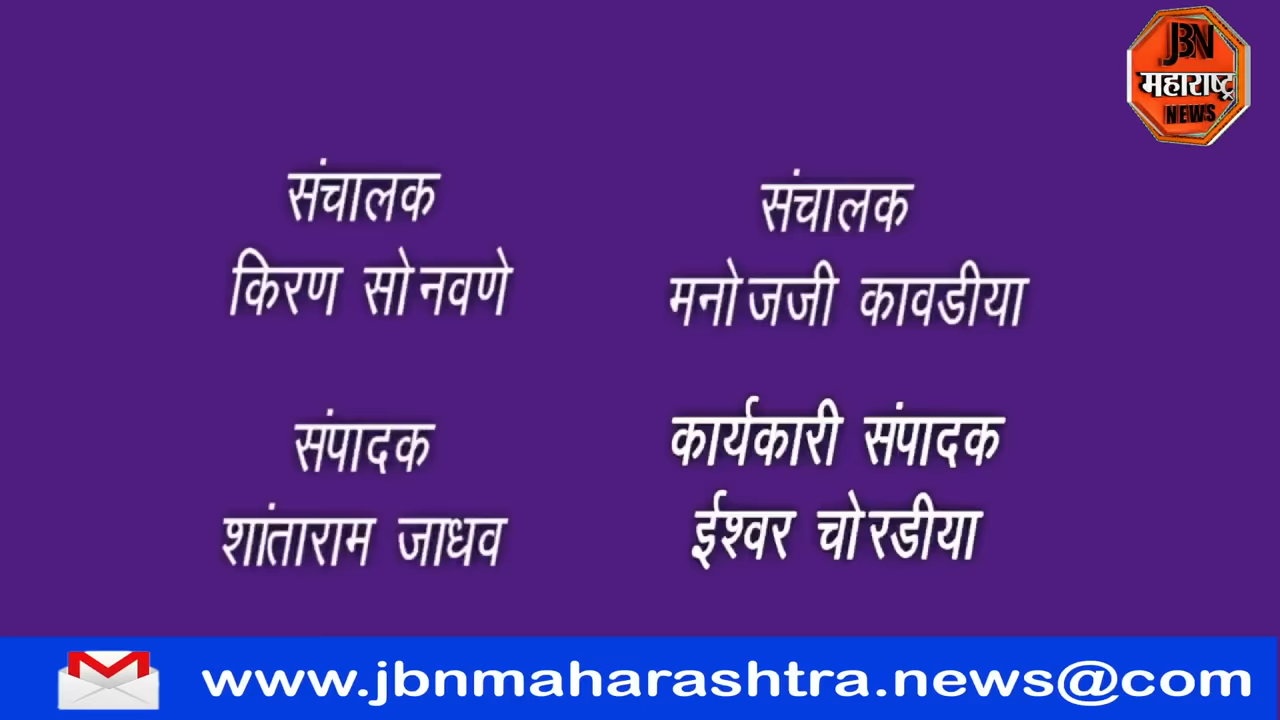 JBN
महाराष्ट्र
NEWS
संचालक
किरण सोनवणे
संचालक
मनोजजी कावडीया
संपादक
शांताराम जाधव
कार्यकारी संपादक
ईश्वर चोरडीया
www.jbnmaharashtra.news@com